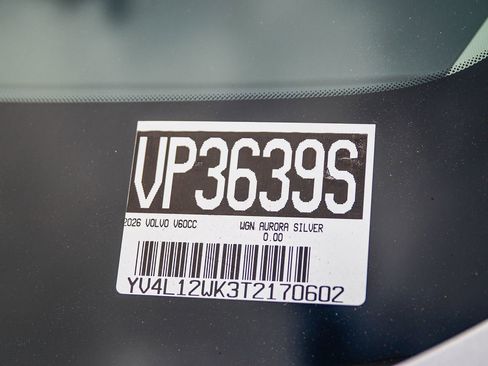 VP3639S
2026 VOLVO V60CC WGN AURORA SILVER
0.00
YV4L12WK3T2170602